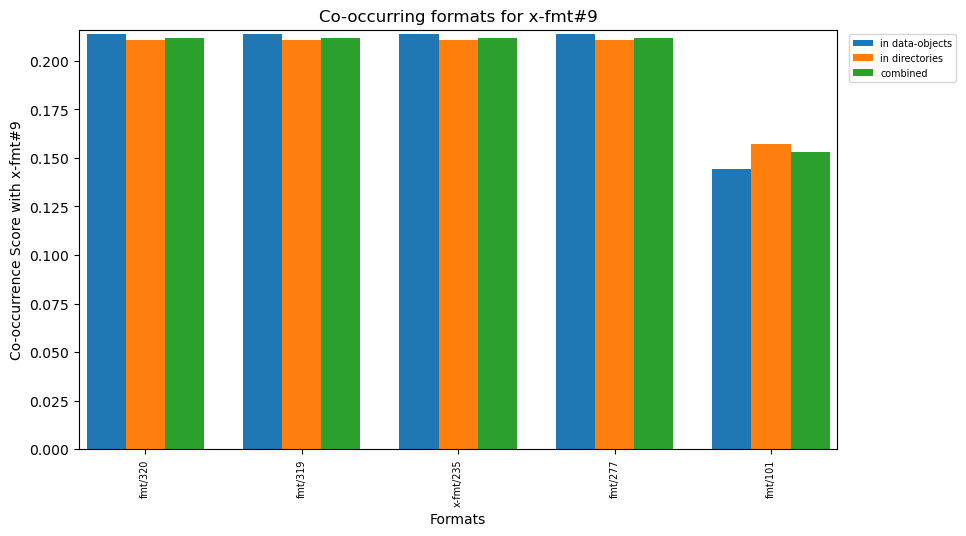 Co-occurring formats for x-fmt#9
in data-objects
in directories
combined
Co-occurrence Score with x-fmt#9
0.200
0.175
0.150
0.125
0.100
0.075
0.050
0.025
0.000
fmt/320
fmt/319
x-fmt/235
fmt/277
fmt/101
Formats